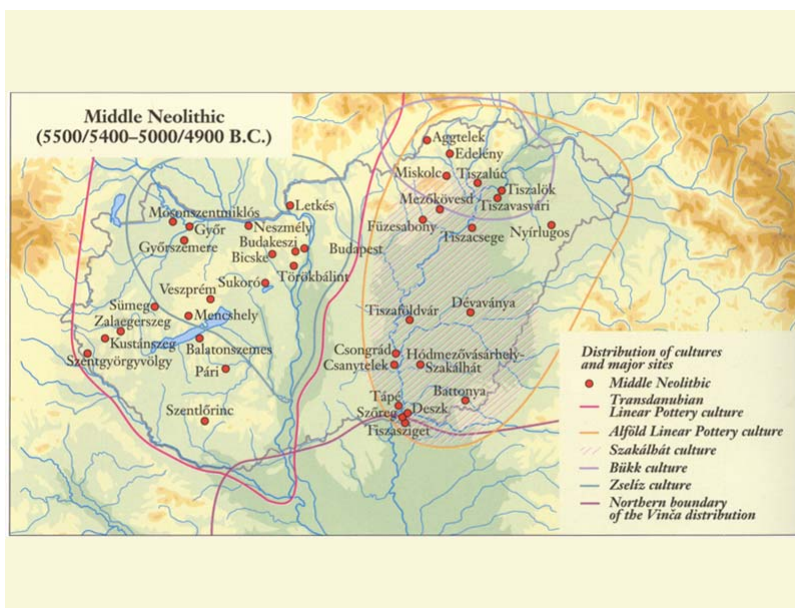 Middle Neolithic
(5500/5400–5000/4900 B.C.)
Aggtelek
Edelény
Miskolc
Tiszalúc
Tiszalök
Mezőkövesd
Tiszavasvári
Letkés
Mosonszentmiklós
Győr
Neszmély
Füzesabony
Tiszacsege
Nyírlugos
Győrszemere
Budakeszi
Budapest
Bicske
Törökbálint
Veszprém
Sukoró
Sümeg
Mencshely
Tiszaföldvár
Dévaványa
Zalaegerszeg
Kustánszeg
Balatonszemes
Szentgyörgyvölgy
Pári
Csongrád
Hódmezővásárhely-
Csanytelek
Szakálhát
Szentlőrinc
Tápé
Battonya
Szőreg
Deszk
Tiszasziget
Distribution of cultures
and major sites
Middle Neolithic
Transdanubian
Linear Pottery culture
Alföld Linear Pottery culture
Szakálhát culture
Bükk culture
Zselíz culture
Northern boundary
of the Vinča distribution